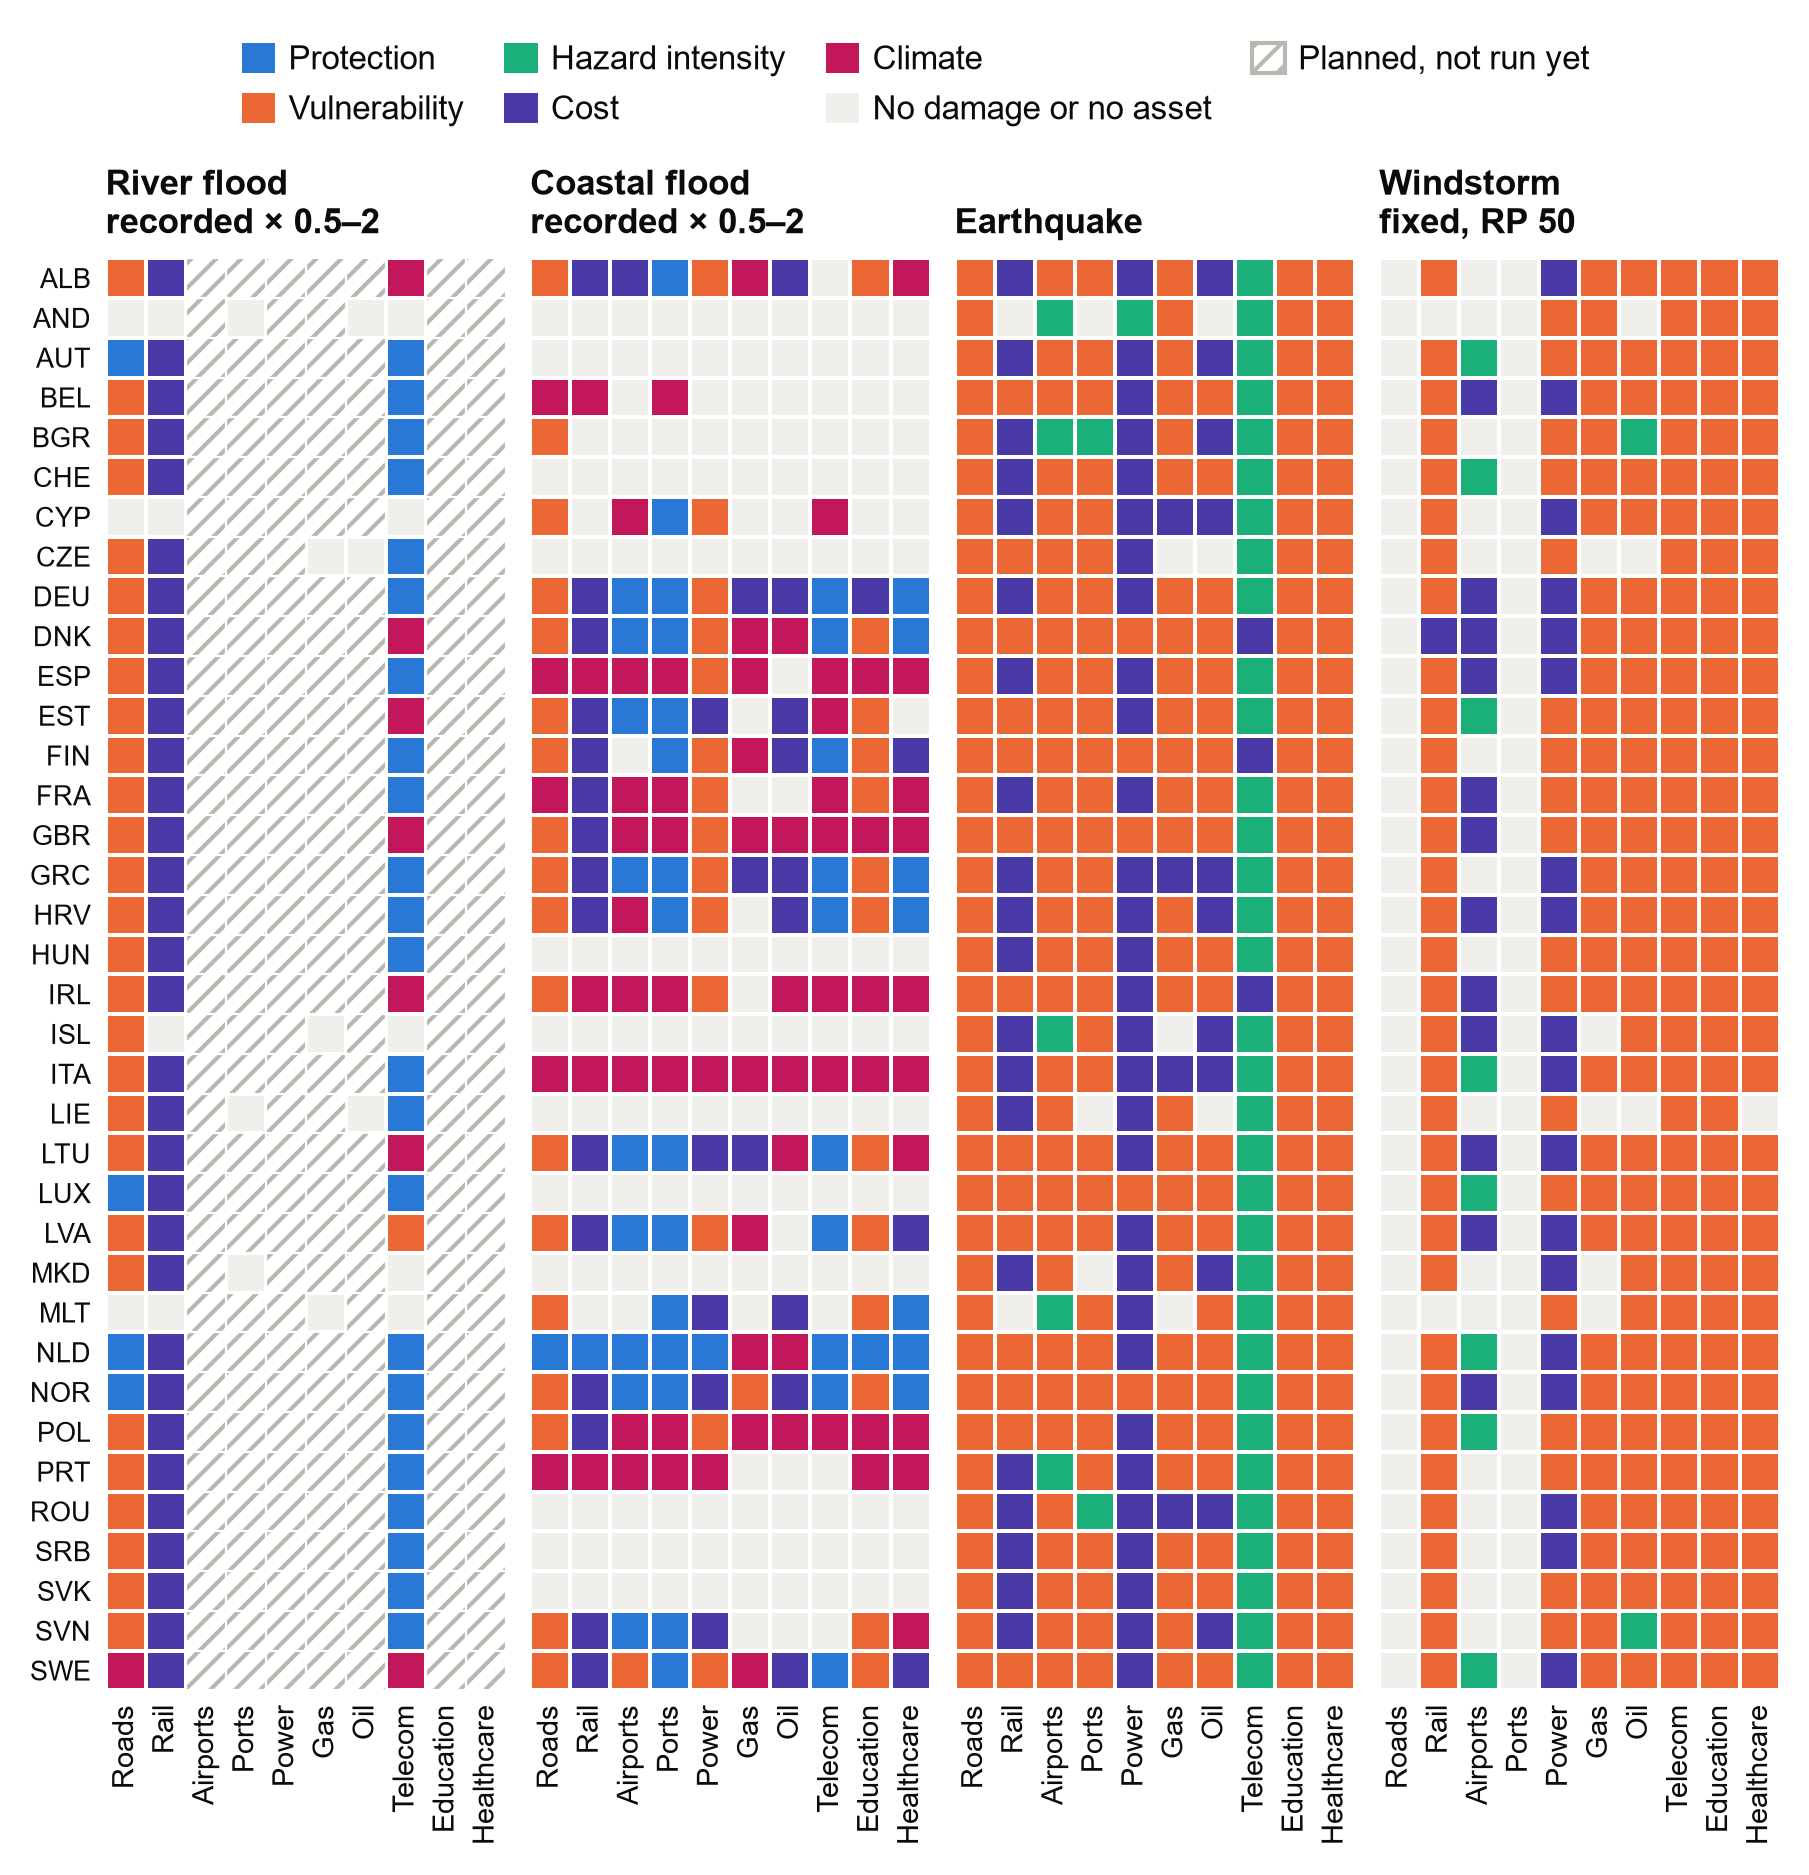 Protection
Hazard intensity
Climate
Planned, not run yet
Vulnerability
Cost
No damage or no asset
River flood
recorded × 0.5–2
Coastal flood
recorded × 0.5–2
Earthquake
Windstorm
fixed, RP 50
ALB
AND
AUT
BEL
BGR
CHE
CYP
CZE
DEU
DNK
ESP
EST
FIN
FRA
GBR
GRC
HRV
HUN
IRL
ISL
ITA
LIE
LTU
LUX
LVA
MKD
MLT
NLD
NOR
POL
PRT
ROU
SRB
SVK
SVN
SWE
Roads
Rail
Airports
Ports
Power
Gas
Oil
Telecom
Education
Healthcare
Roads
Rail
Airports
Ports
Power
Gas
Oil
Telecom
Education
Healthcare
Roads
Rail
Airports
Ports
Power
Gas
Oil
Telecom
Education
Healthcare
Roads
Rail
Airports
Ports
Power
Gas
Oil
Telecom
Education
Healthcare